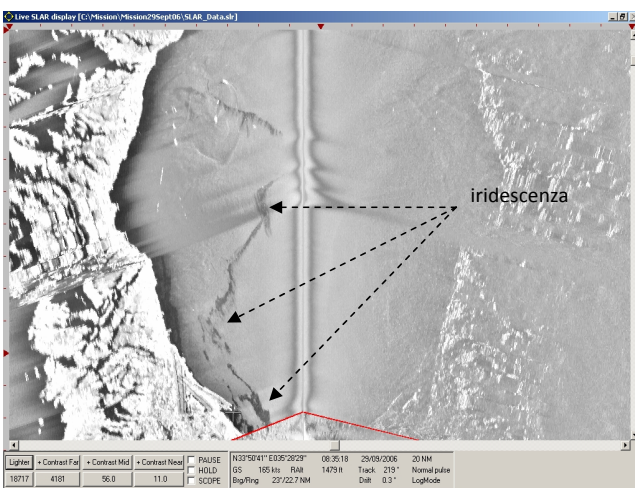 Live SLAR display [C:\Mission\Mission29Sept06\SLAR_Data.slr]
iridescenza
Lighter + Contrast Far + Contrast Mid + Contrast Near PAUSE HOLD SCOPE
18717 4181 56.0 11.0
N33°50'41" E035°28'29" 08:35:18 29/09/2006 20 NM
GS 165 kts RAlt 1479 ft Track 219 ° Normal pulse
Brg/Rng 23°/22.7 NM Drift 0.3 ° LogMode